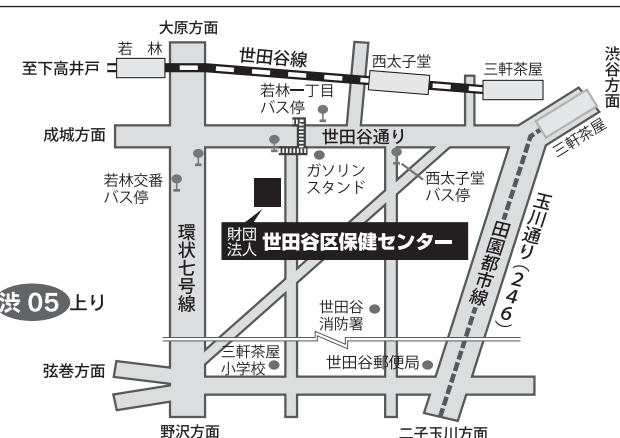 大原方面
若 林
至下高井戸
世田谷線
西太子堂
三軒茶屋
渋谷方面
若林一丁目
バス停
成城方面
世田谷通り
三軒茶屋
ガソリン
スタンド
若林交番
バス停
西太子堂
バス停
財団
法人
世田谷区保健センター
環状七号線
玉川通り(246)
田園都市線
渋05上り
世田谷
消防署
三軒茶屋
小学校
世田谷郵便局
弦巻方面
野沢方面
二子玉川方面